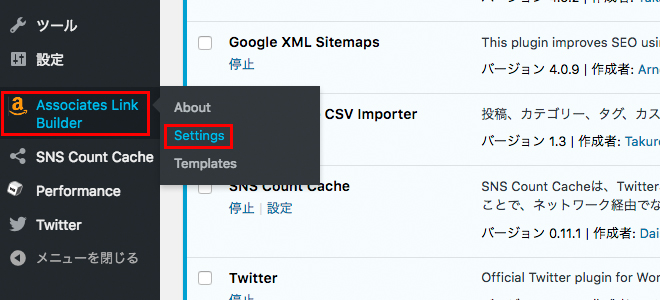 ツール
設定
Associates Link
Builder
SNS Count Cache
Performance
Twitter
メニューを閉じる
About
Settings
Templates
Google XML Sitemaps
停止
CSV Importer
SNS Count Cache
停止 | 設定
Twitter
This plugin improves SEO usin
バージョン 4.0.9 | 作成者: Arn
投稿、カテゴリー、タグ、カス
バージョン 1.3 | 作成者: Takuro
SNS Count Cacheは、Twitter
ことで、ネットワーク経由でな
バージョン 0.11.1 | 作成者: Dai
Official Twitter plugin for Wor